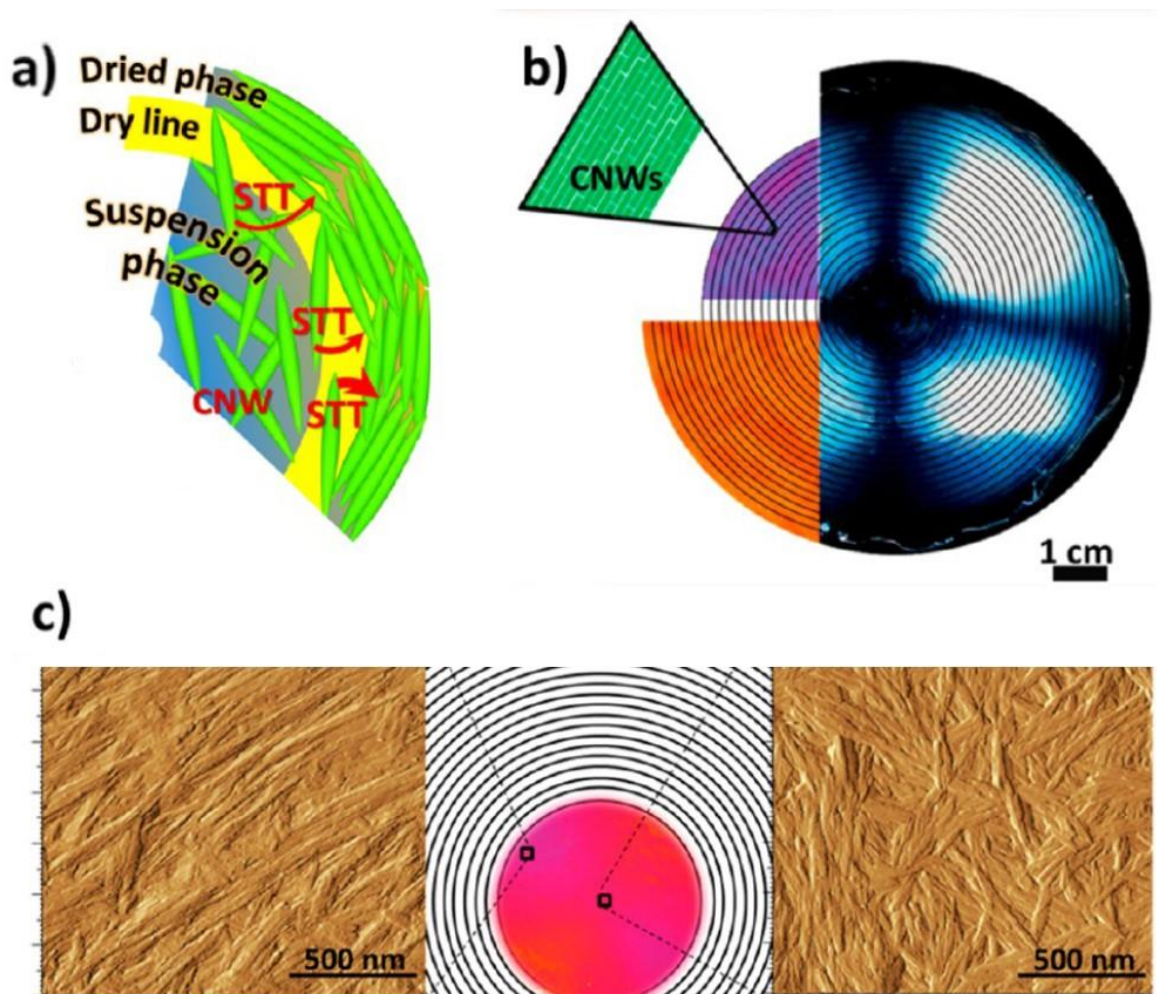 a)
Dried phase
Dry line
STT
Suspension
phase
STT
CNW
STT
b)
CNWs
1 cm
c)
500 nm
500 nm